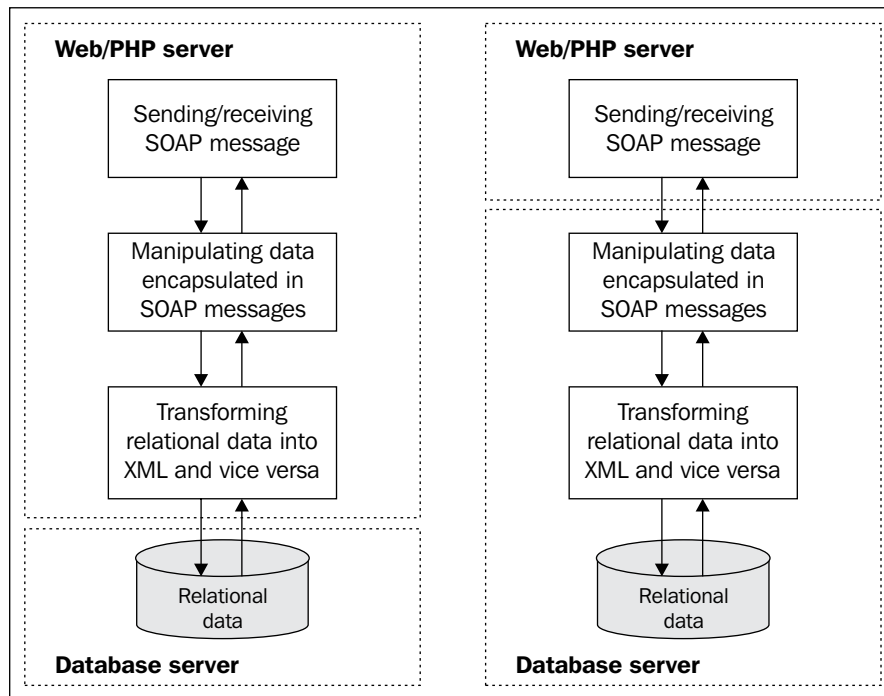 Web/PHP server
Sending/receiving
SOAP message
Manipulating data
encapsulated in
SOAP messages
Transforming
relational data into
XML and vice versa
Relational
data
Database server
Web/PHP server
Sending/receiving
SOAP message
Manipulating data
encapsulated in
SOAP messages
Transforming
relational data into
XML and vice versa
Relational
data
Database server